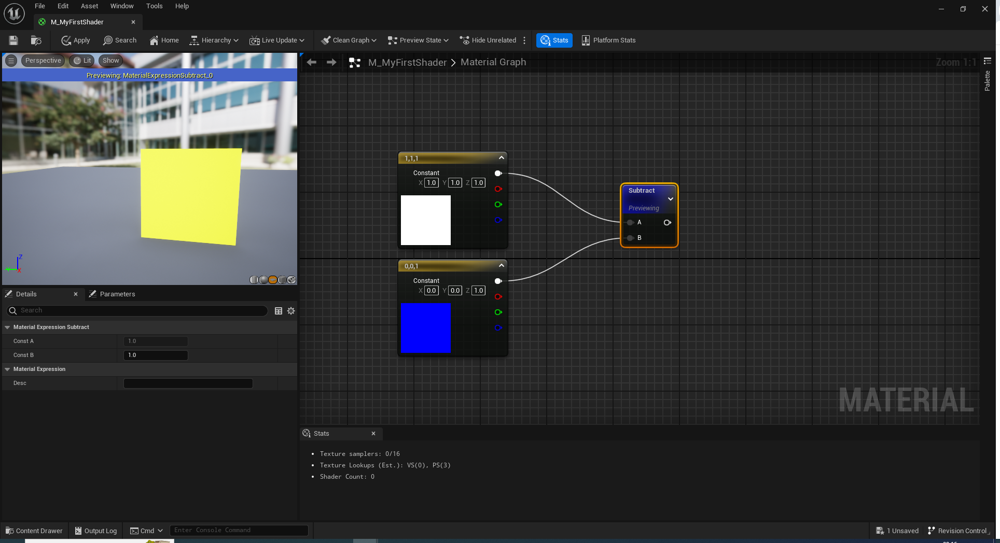 File Edit Asset Window Tools Help
M_MyFirstShader
Apply Search Home Hierarchy Live Update Clean Graph Preview State Hide Unrelated Stats Platform Stats
Perspective Lit Show
Previewing: MaterialExpressionSubtract_0
M_MyFirstShader > Material Graph
Zoom 1:1
Palette
1,1,1
Constant
X 1.0 Y 1.0 Z 1.0
Subtract
Previewing
A
B
0,0,1
Constant
X 0.0 Y 0.0 Z 1.0
MATERIAL
Z
Y
X
Details Parameters
Search
Material Expression Subtract
Const A 1.0
Const B 1.0
Material Expression
Desc
Stats
Texture samplers: 0/16
Texture Lookups (Est.): VS(0), PS(3)
Shader Count: 0
Content Drawer Output Log Cmd Enter Console Command 1 Unsaved Revision Control